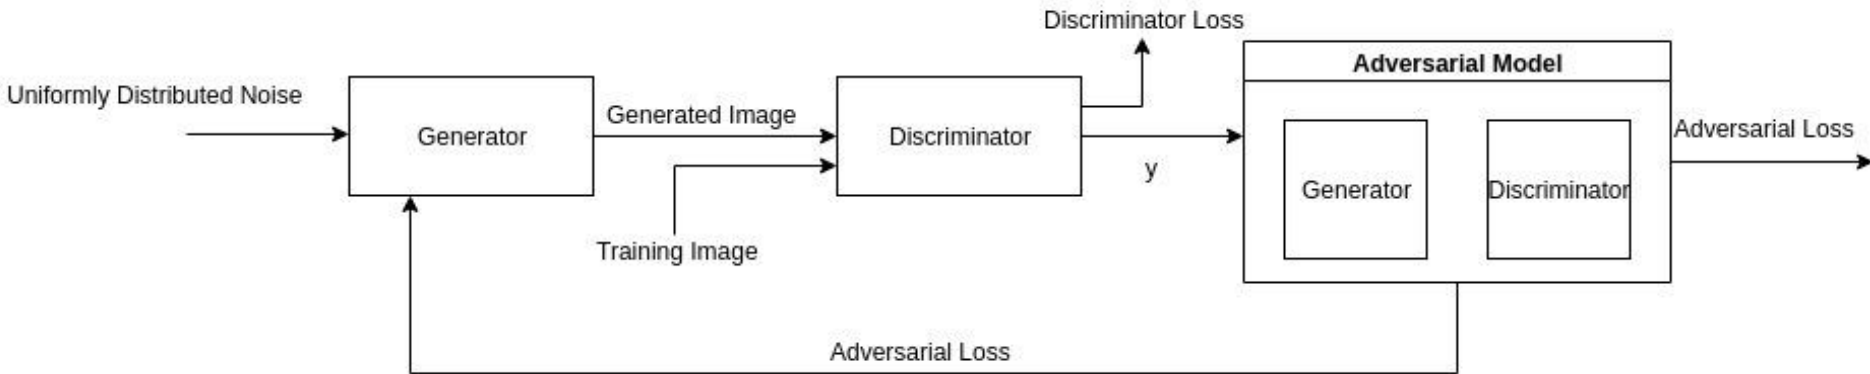 Discriminator Loss
Adversarial Model
Uniformly Distributed Noise
Generated Image
Generator
Discriminator
Adversarial Loss
y
Generator
Discriminator
Training Image
Adversarial Loss